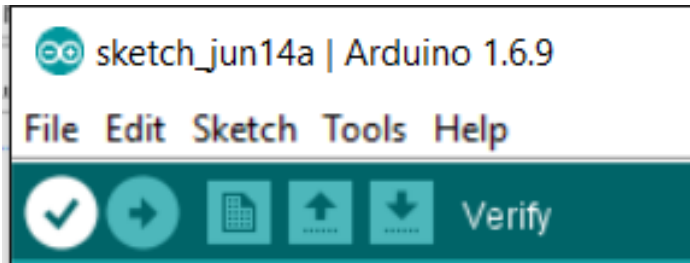 sketch_jun14a | Arduino 1.6.9
File Edit Sketch Tools Help
Verify